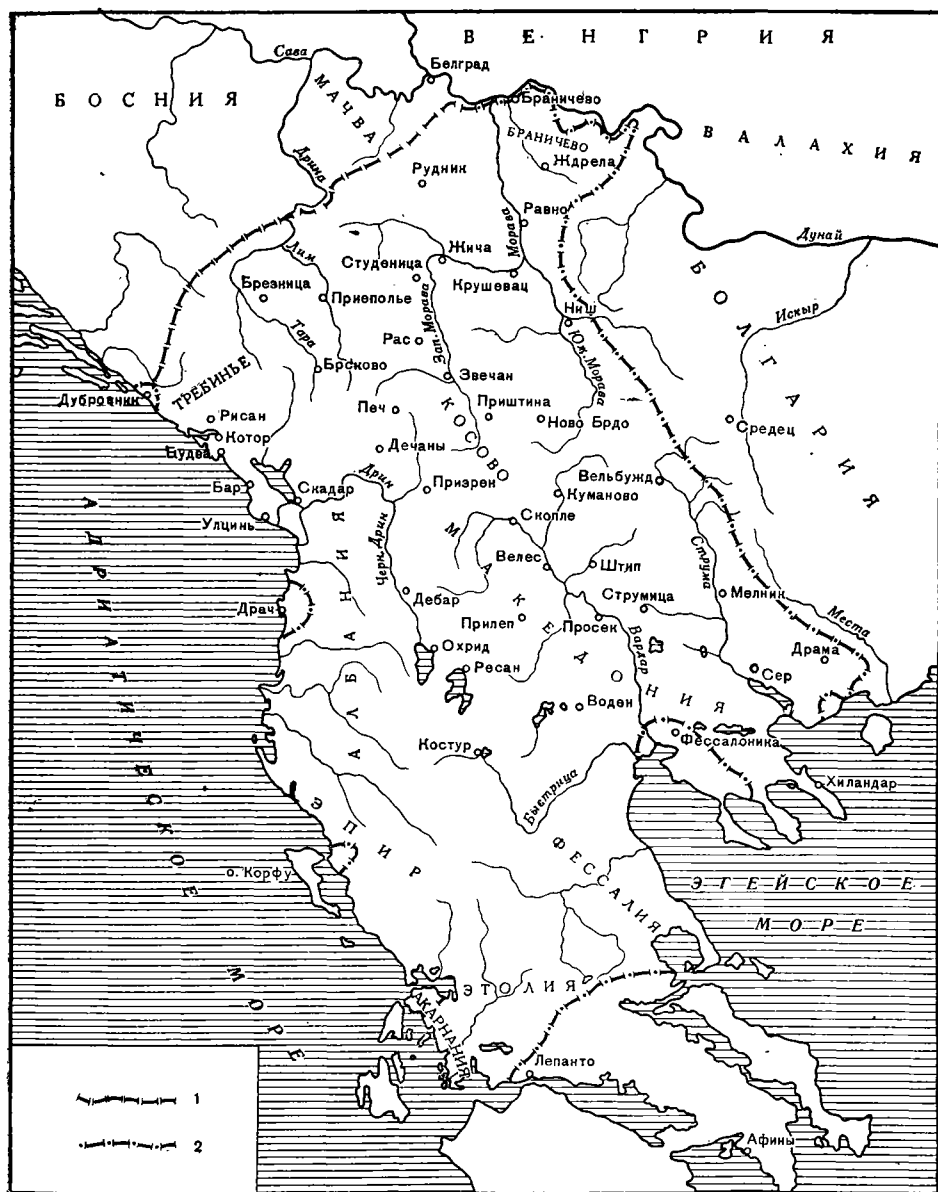 ВЕНГРИЯ
Сава
Белград
БОСНИЯ
МАЧВА
Браничево
БРАНИЧЕВО
ВАЛАХИЯ
Ждрела
Дрина
Рудник
Равно
Морава
Дунай
Жича
Лим
Студеница
Крушевац
БОЛГАРИЯ
Брезница
Приеполье
Ниш
Искыр
Тара
Рас
Зап. Морава
Юж. Морава
Брсково
Звечан
ТРЕБИНЬЕ
Дубровник
Печ
Приштина
Ново Брдо
Средец
Рисан
КОСОВО
Котор
Будва
Дечаны
Дрин
Вельбужд
Бар
Скадар
Призрен
Куманово
Улцинь
Скопле
Черн. Дрин
МАКЕДОНИЯ
Велес
Штип
Струма
АДРИАТИЧЕСКОЕ МОРЕ
АЛБАНИЯ
Драч
Дебар
Струмица
Мелник
Места
Прилеп
Просек
Вардар
Охрид
Драма
Ресан
Сер
Воден
Фессалоника
Костур
Хиландар
Быстрица
ЭПИР
ФЕССАЛИЯ
о. Корфу
ЭГЕЙСКОЕ
МОРЕ
ЭТОЛИЯ
АКАРНАНИЯ
Лепанто
Афины
1
2